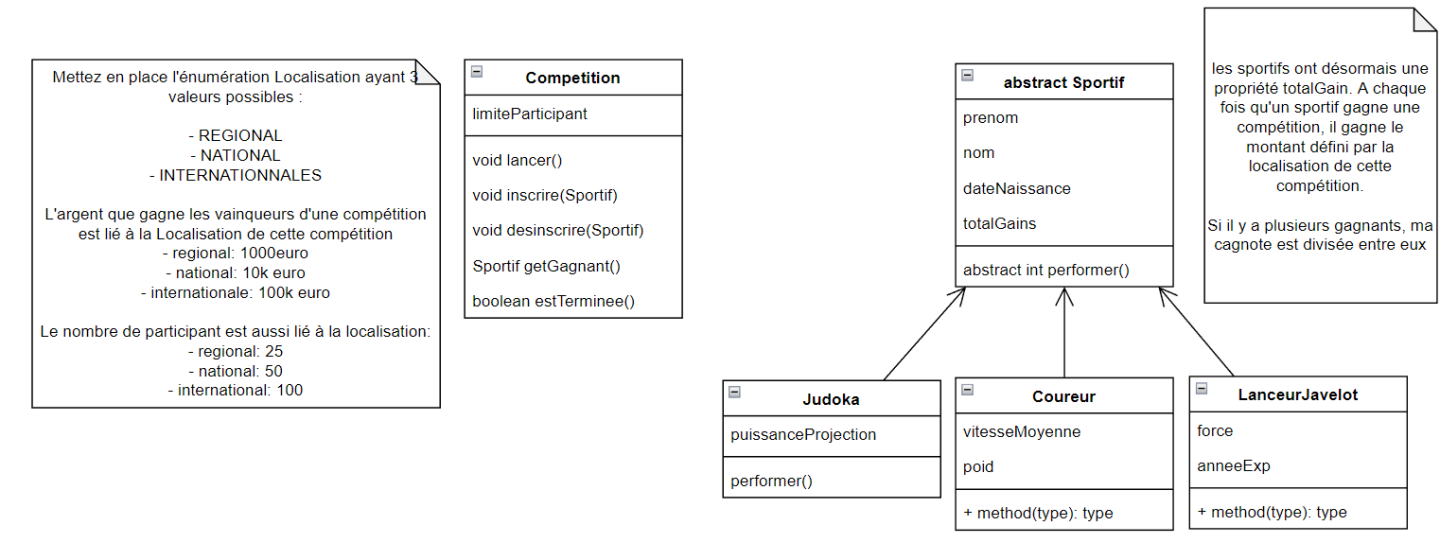 Mettez en place l'énumération Localisation ayant 3
valeurs possibles :
- REGIONAL
- NATIONAL
- INTERNATIONNALES
L'argent que gagne les vainqueurs d'une compétition
est lié à la Localisation de cette compétition
- regional: 1000euro
- national: 10k euro
- internationale: 100k euro
Le nombre de participant est aussi lié à la localisation:
- regional: 25
- national: 50
- international: 100
Competition
limiteParticipant
void lancer()
void inscrire(Sportif)
void desinscrire(Sportif)
Sportif getGagnant()
boolean estTerminee()
abstract Sportif
prenom
nom
dateNaissance
totalGains
abstract int performer()
les sportifs ont désormais une
propriété totalGain. A chaque
fois qu'un sportif gagne une
compétition, il gagne le
montant défini par la
localisation de cette
compétition.
Si il y a plusieurs gagnants, ma
cagnote est divisée entre eux
Judoka
puissanceProjection
performer()
Coureur
vitesseMoyenne
poid
+ method(type): type
LanceurJavelot
force
anneeExp
+ method(type): type